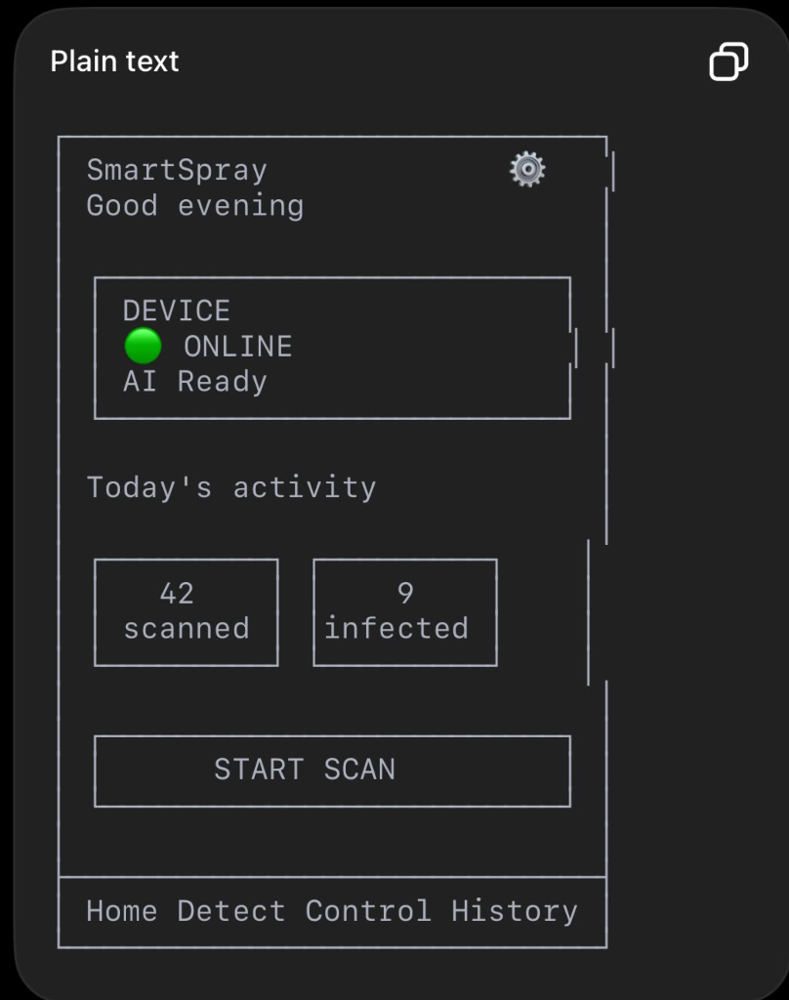 Plain text
SmartSpray ⚙️
Good evening
DEVICE
🟢 ONLINE
AI Ready
Today's activity
42
scanned
9
infected
START SCAN
Home Detect Control History